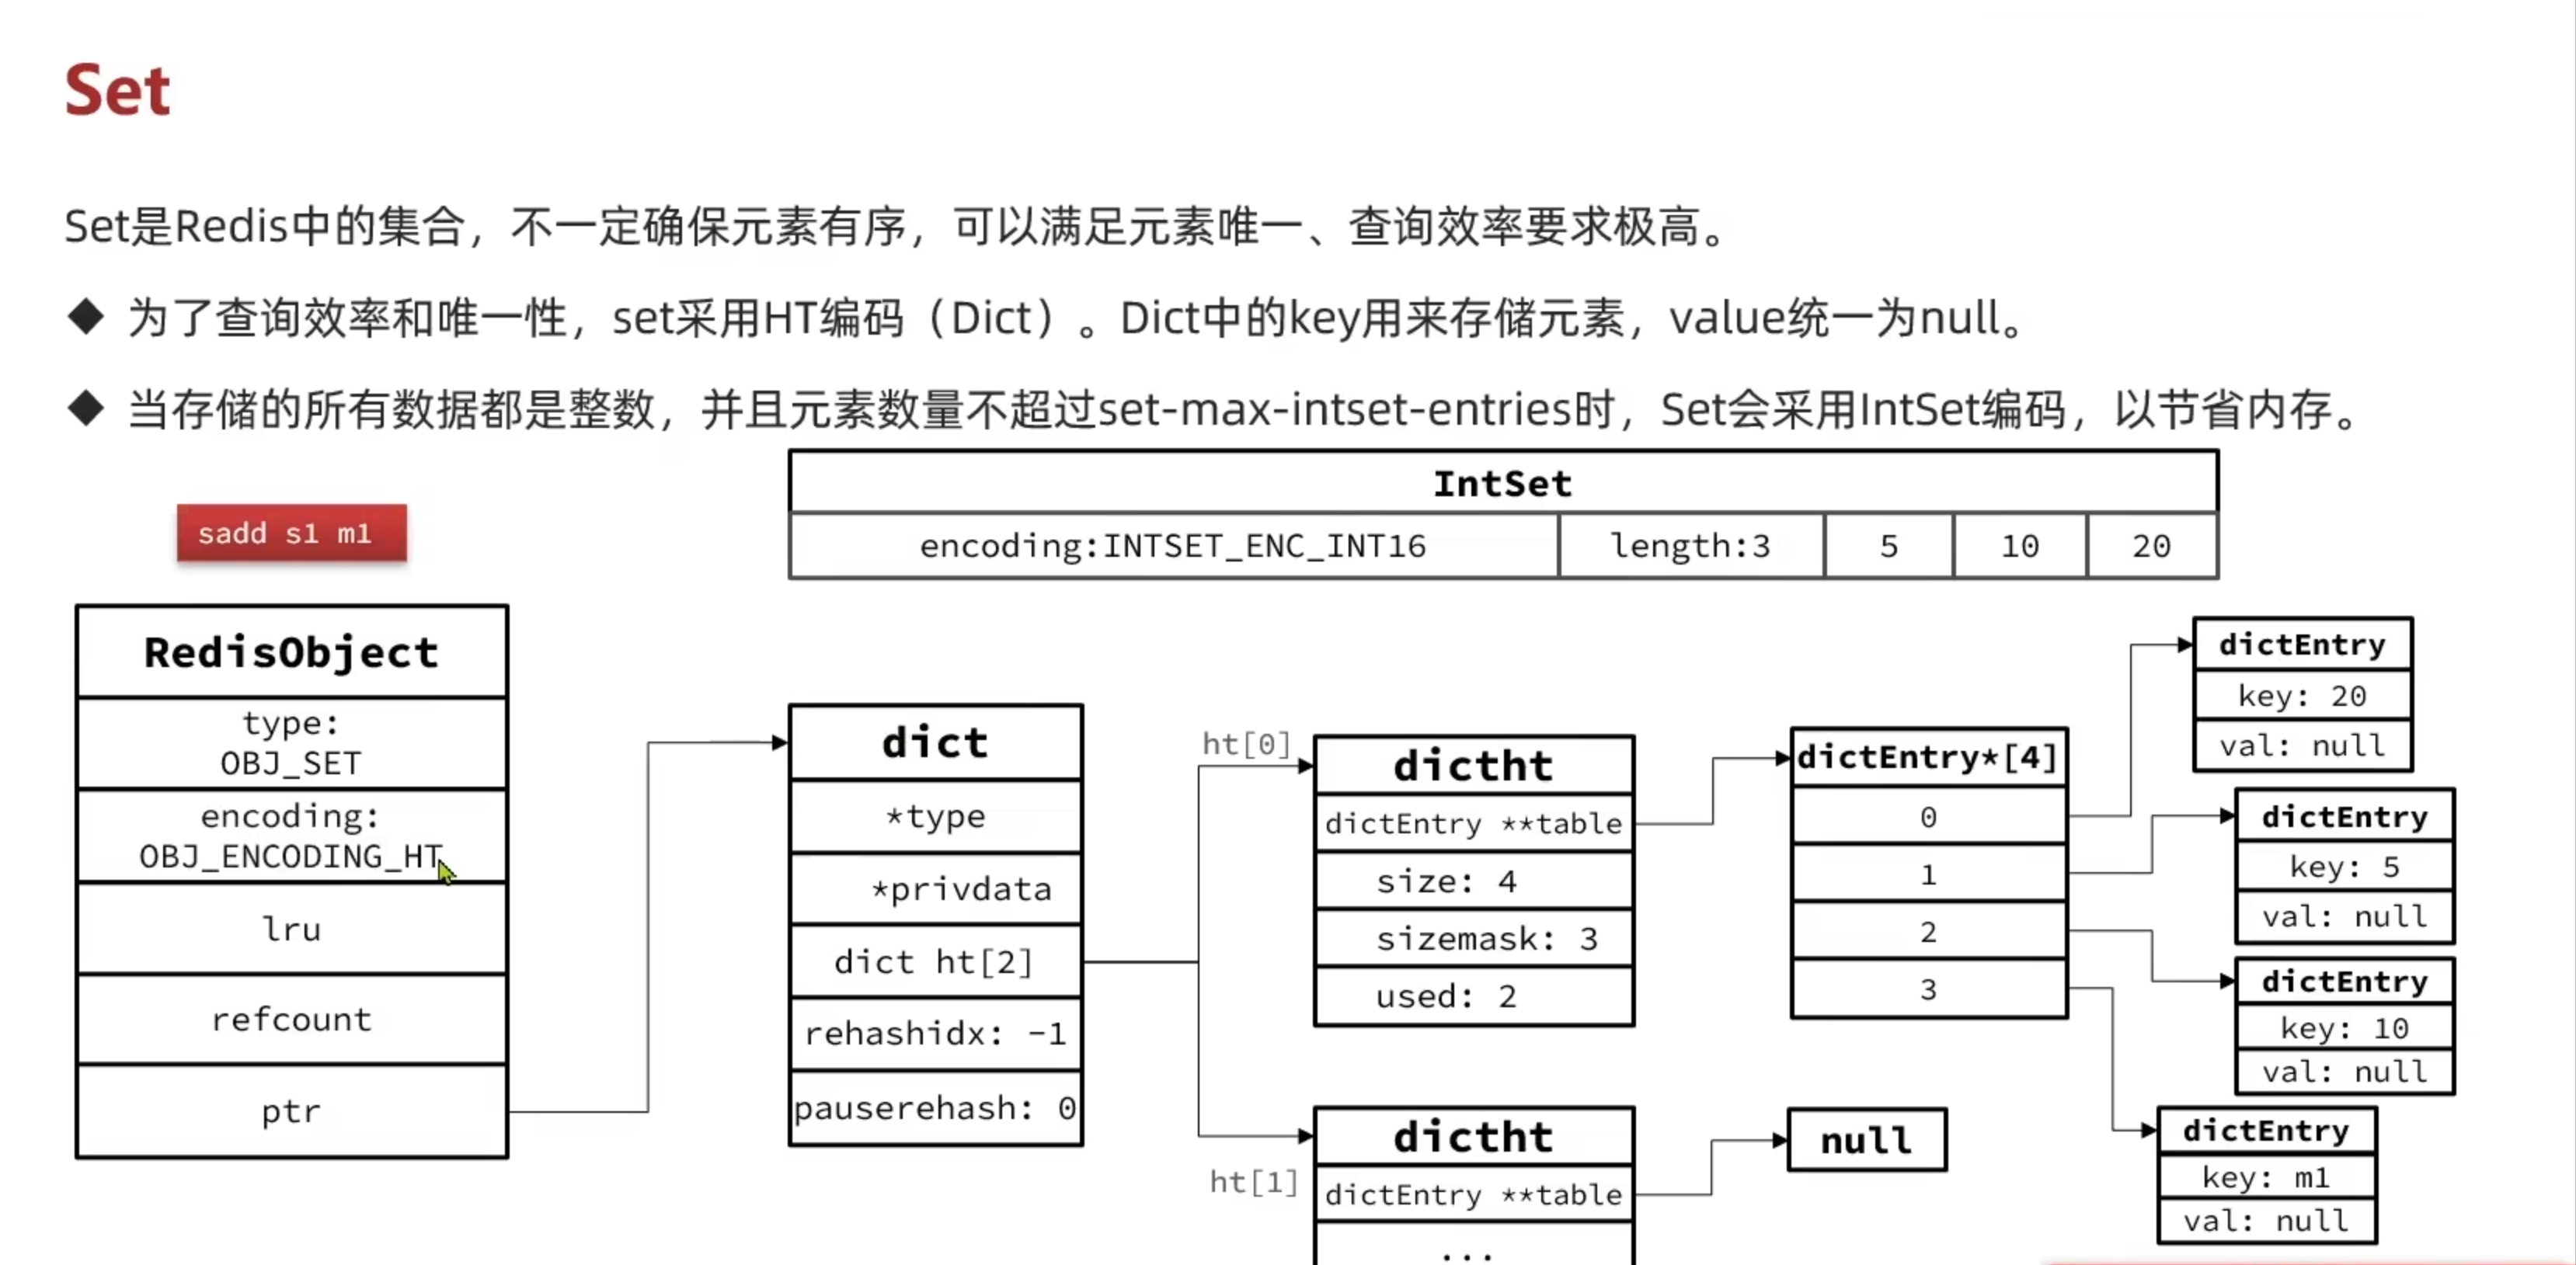 Set
Set是Redis中的集合，不一定确保元素有序，可以满足元素唯一、查询效率要求极高。
◆ 为了查询效率和唯一性，set采用HT编码（Dict）。Dict中的key用来存储元素，value统一为null。
◆ 当存储的所有数据都是整数，并且元素数量不超过set-max-intset-entries时，Set会采用IntSet编码，以节省内存。
sadd s1 m1
IntSet
encoding:INTSET_ENC_INT16
length:3
5
10
20
RedisObject
type:
OBJ_SET
encoding:
OBJ_ENCODING_HT
lru
refcount
ptr
dict
*type
*privdata
dict ht[2]
rehashidx: -1
pauserehash: 0
ht[0]
dictht
dictEntry **table
size: 4
sizemask: 3
used: 2
ht[1]
dictht
dictEntry **table
...
dictEntry*[4]
0
1
2
3
null
dictEntry
key: 20
val: null
dictEntry
key: 5
val: null
dictEntry
key: 10
val: null
dictEntry
key: m1
val: null